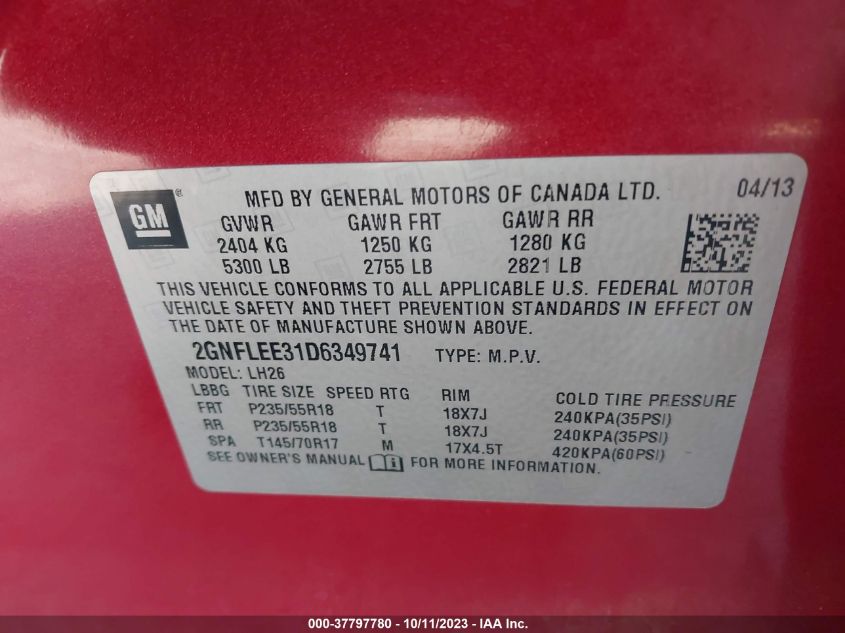 GM ®
MFD BY GENERAL MOTORS OF CANADA LTD. 04/13
GVWR GAWR FRT GAWR RR
2404 KG 1250 KG 1280 KG
5300 LB 2755 LB 2821 LB
THIS VEHICLE CONFORMS TO ALL APPLICABLE U.S. FEDERAL MOTOR
VEHICLE SAFETY AND THEFT PREVENTION STANDARDS IN EFFECT ON
THE DATE OF MANUFACTURE SHOWN ABOVE.
2GNFLEE31D6349741 TYPE: M.P.V.
MODEL: LH26
LBBG TIRE SIZE SPEED RTG RIM COLD TIRE PRESSURE
FRT P235/55R18 T 18X7J 240KPA(35PSI)
RR P235/55R18 T 18X7J 240KPA(35PSI)
SPA T145/70R17 M 17X4.5T 420KPA(60PSI)
SEE OWNER'S MANUAL FOR MORE INFORMATION.
000-37797780 - 10/11/2023 - IAA Inc.